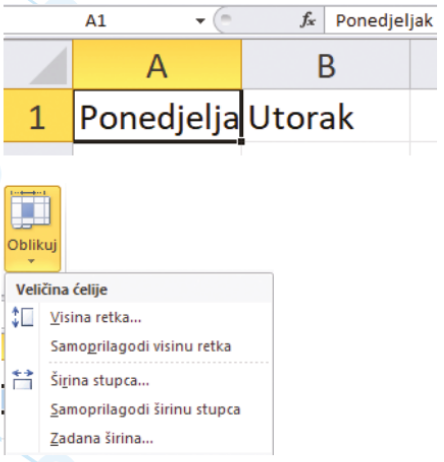 A1 fx Ponedjeljak
A B
1 Ponedjelja Utorak
Oblikuj
Veličina ćelije
Visina retka...
Samoprilagodi visinu retka
Širina stupca...
Samoprilagodi širinu stupca
Zadana širina...